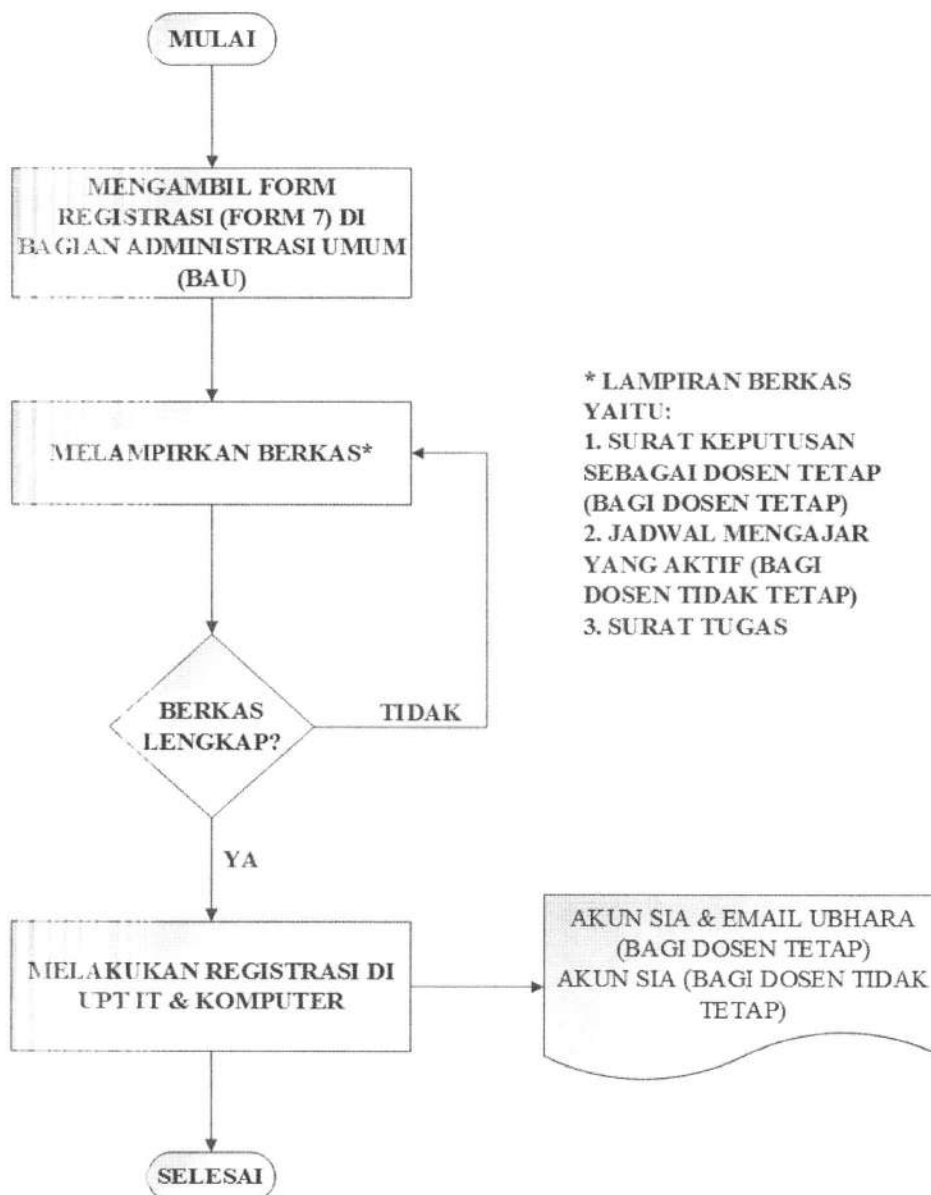 MULAI
MENGAMBIL FORM
REGISTRASI (FORM 7) DI
BAGIAN ADMINISTRASI UMUM
(BAU)
MELAMPIRKAN BERKAS*
* LAMPIRAN BERKAS
YAITU:
1. SURAT KEPUTUSAN
SEBAGAI DOSEN TETAP
(BAGI DOSEN TETAP)
2. JADWAL MENGAJAR
YANG AKTIF (BAGI
DOSEN TIDAK TETAP)
3. SURAT TUGAS
BERKAS
LENGKAP?
TIDAK
YA
MELAKUKAN REGISTRASI DI
UPT IT & KOMPUTER
AKUN SIA & EMAIL UBHARA
(BAGI DOSEN TETAP)
AKUN SIA (BAGI DOSEN TIDAK
TETAP)
SELESAI